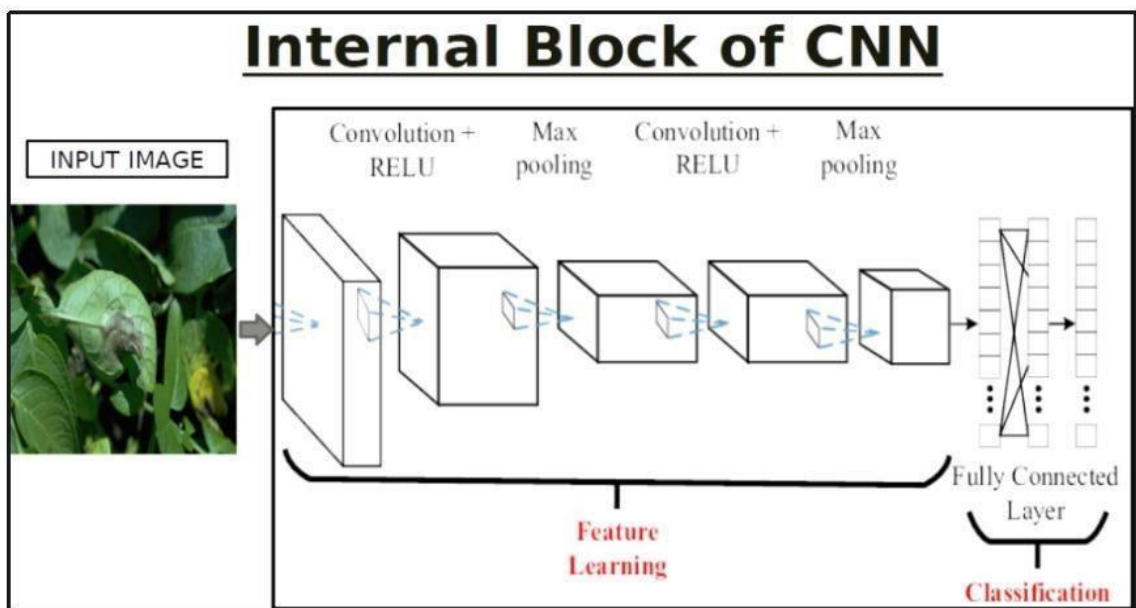 Internal Block of CNN
INPUT IMAGE
Convolution +
RELU
Max
pooling
Convolution +
RELU
Max
pooling
Fully Connected
Layer
Feature
Learning
Classification